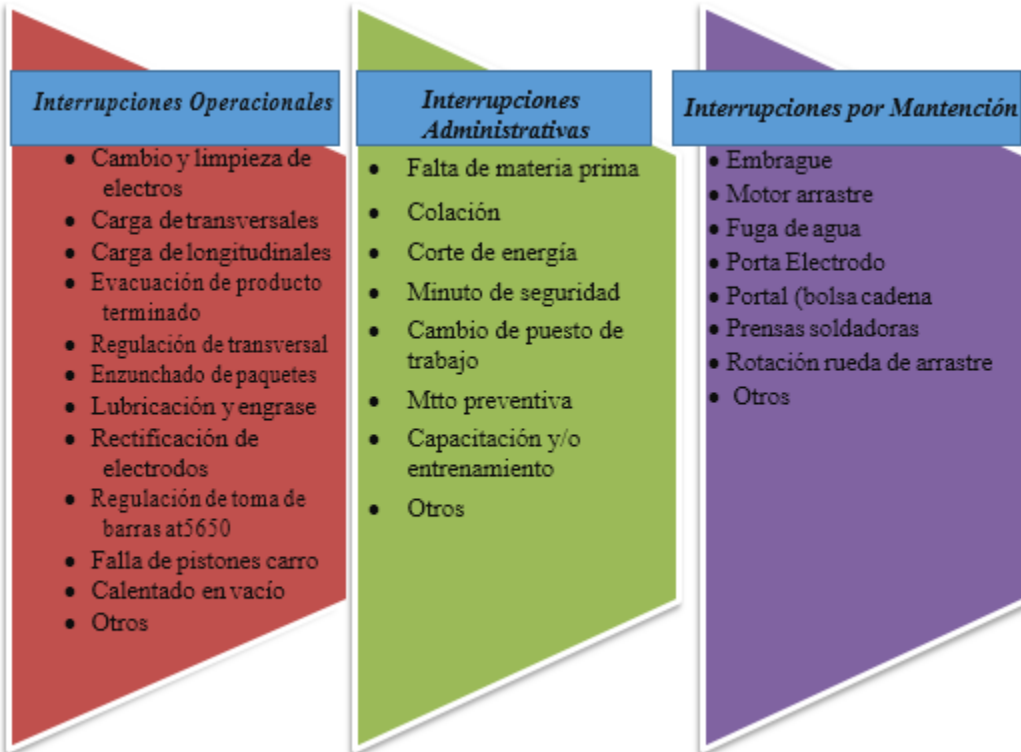 Interrupciones Operacionales
• Cambio y limpieza de
electros
• Carga de transversales
• Carga de longitudinales
• Evacuación de producto
terminado
• Regulación de transversal
• Enzunchado de paquetes
• Lubricación y engrase
• Rectificación de
electrodos
• Regulación de toma de
barras at5650
• Falla de pistones carro
• Calentado en vacío
• Otros
Interrupciones
Administrativas
• Falta de materia prima
• Colación
• Corte de energía
• Minuto de seguridad
• Cambio de puesto de
trabajo
• Mtto preventiva
• Capacitación y/o
entrenamiento
• Otros
Interrupciones por Mantención
• Embrague
• Motor arrastre
• Fuga de agua
• Porta Electrodo
• Portal (bolsa cadena
• Prensas soldadoras
• Rotación rueda de arrastre
• Otros